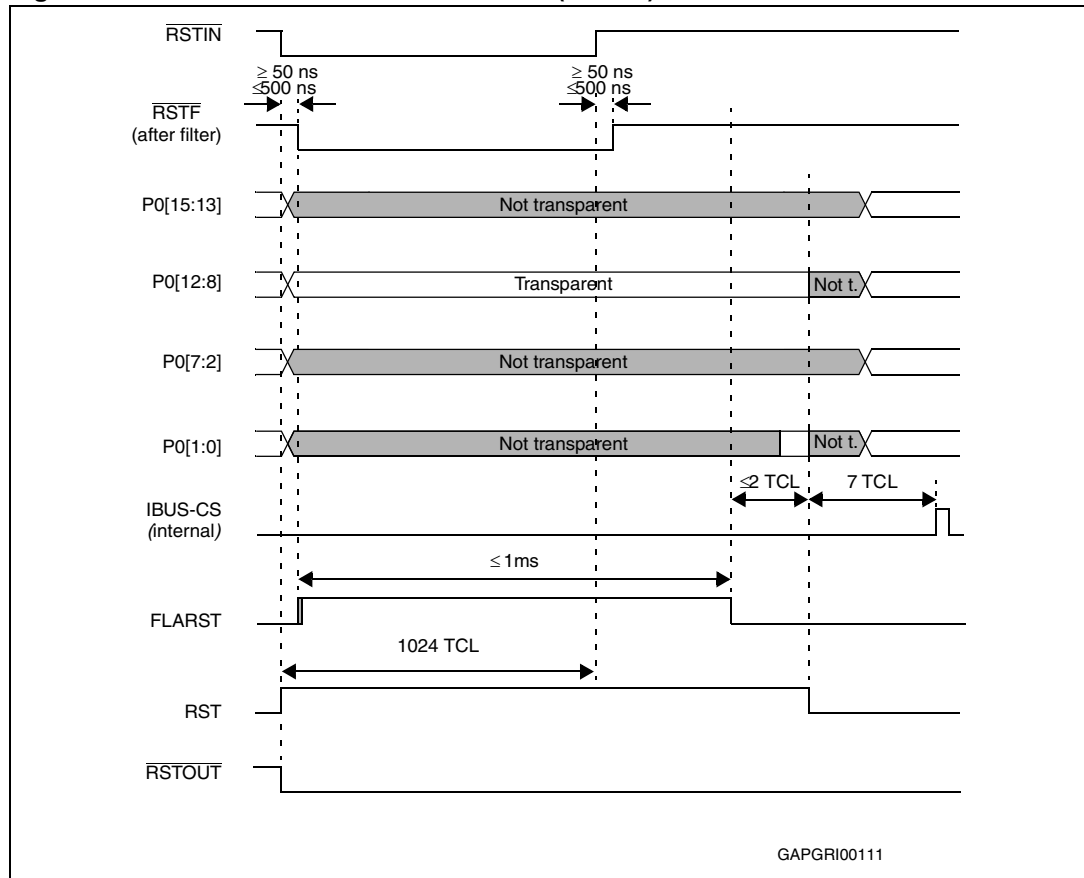 RSTIN
≥ 50 ns ≥ 50 ns
≤500 ns ≤500 ns
RSTF
(after filter)
P0[15:13] Not transparent
P0[12:8] Transparent Not t.
P0[7:2] Not transparent
P0[1:0] Not transparent Not t.
≤2 TCL 7 TCL
IBUS-CS
(internal)
≤ 1ms
FLARST
1024 TCL
RST
RSTOUT
GAPGRI00111